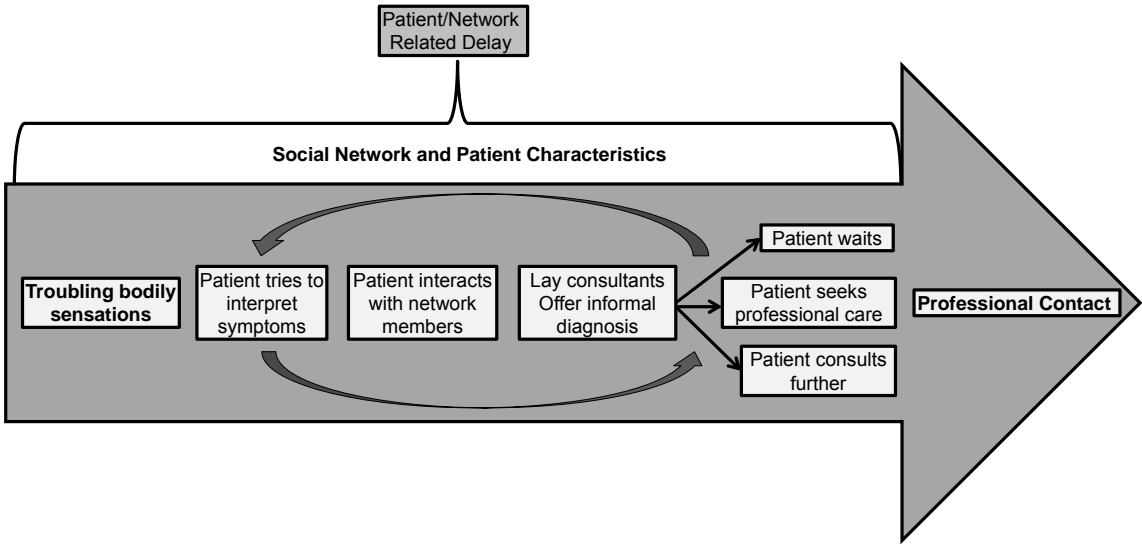 Patient/Network
Related Delay
Social Network and Patient Characteristics
Troubling bodily
sensations
Patient tries to
interpret
symptoms
Patient interacts
with network
members
Lay consultants
Offer informal
diagnosis
Patient waits
Patient seeks
professional care
Patient consults
further
Professional Contact